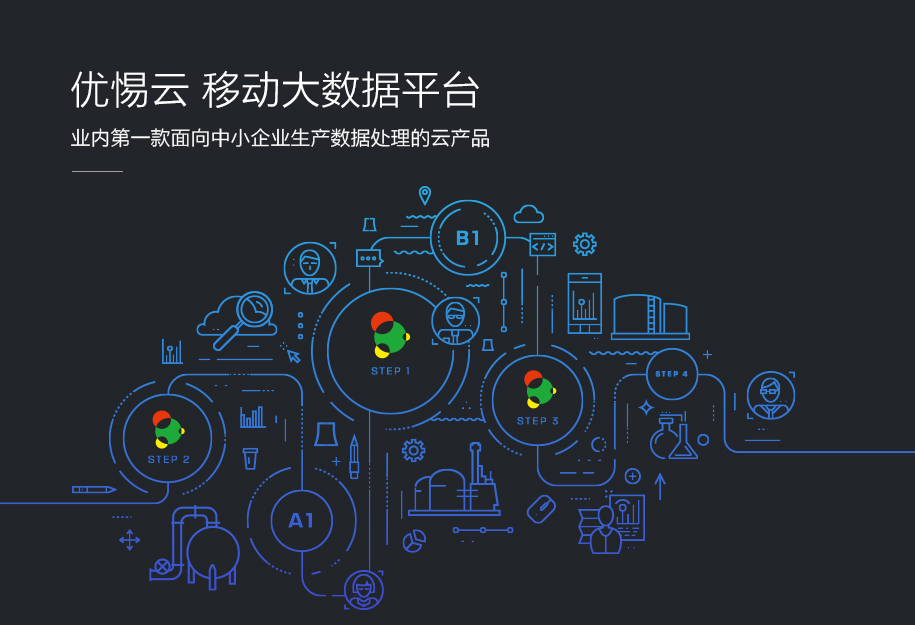 优惕云 移动大数据平台
业内第一款面向中小企业生产数据处理的云产品
B1
</>
STEP 1
STEP 4
STEP 3
STEP 2
A1